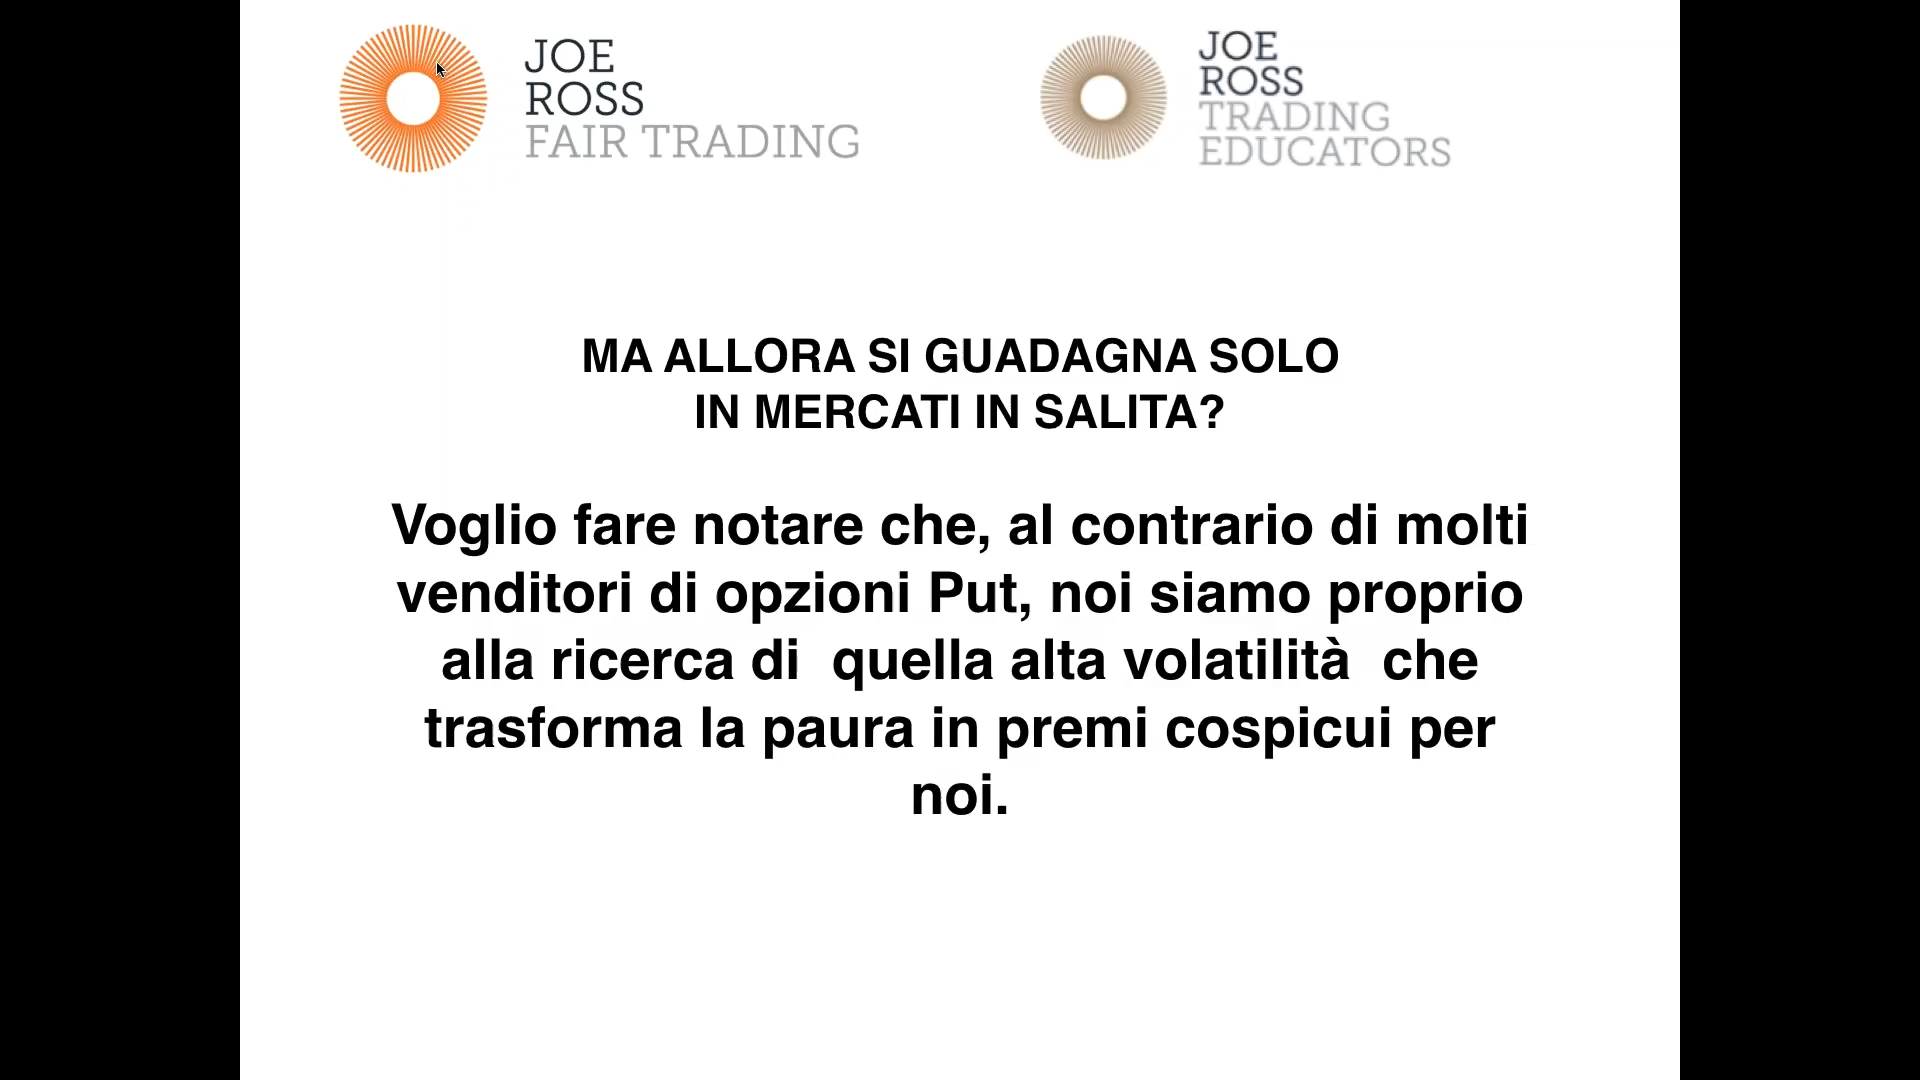 JOE
ROSS
FAIR TRADING
JOE
ROSS
TRADING
EDUCATORS
MA ALLORA SI GUADAGNA SOLO
IN MERCATI IN SALITA?
Voglio fare notare che, al contrario di molti
venditori di opzioni Put, noi siamo proprio
alla ricerca di quella alta volatilità che
trasforma la paura in premi cospicui per
noi.